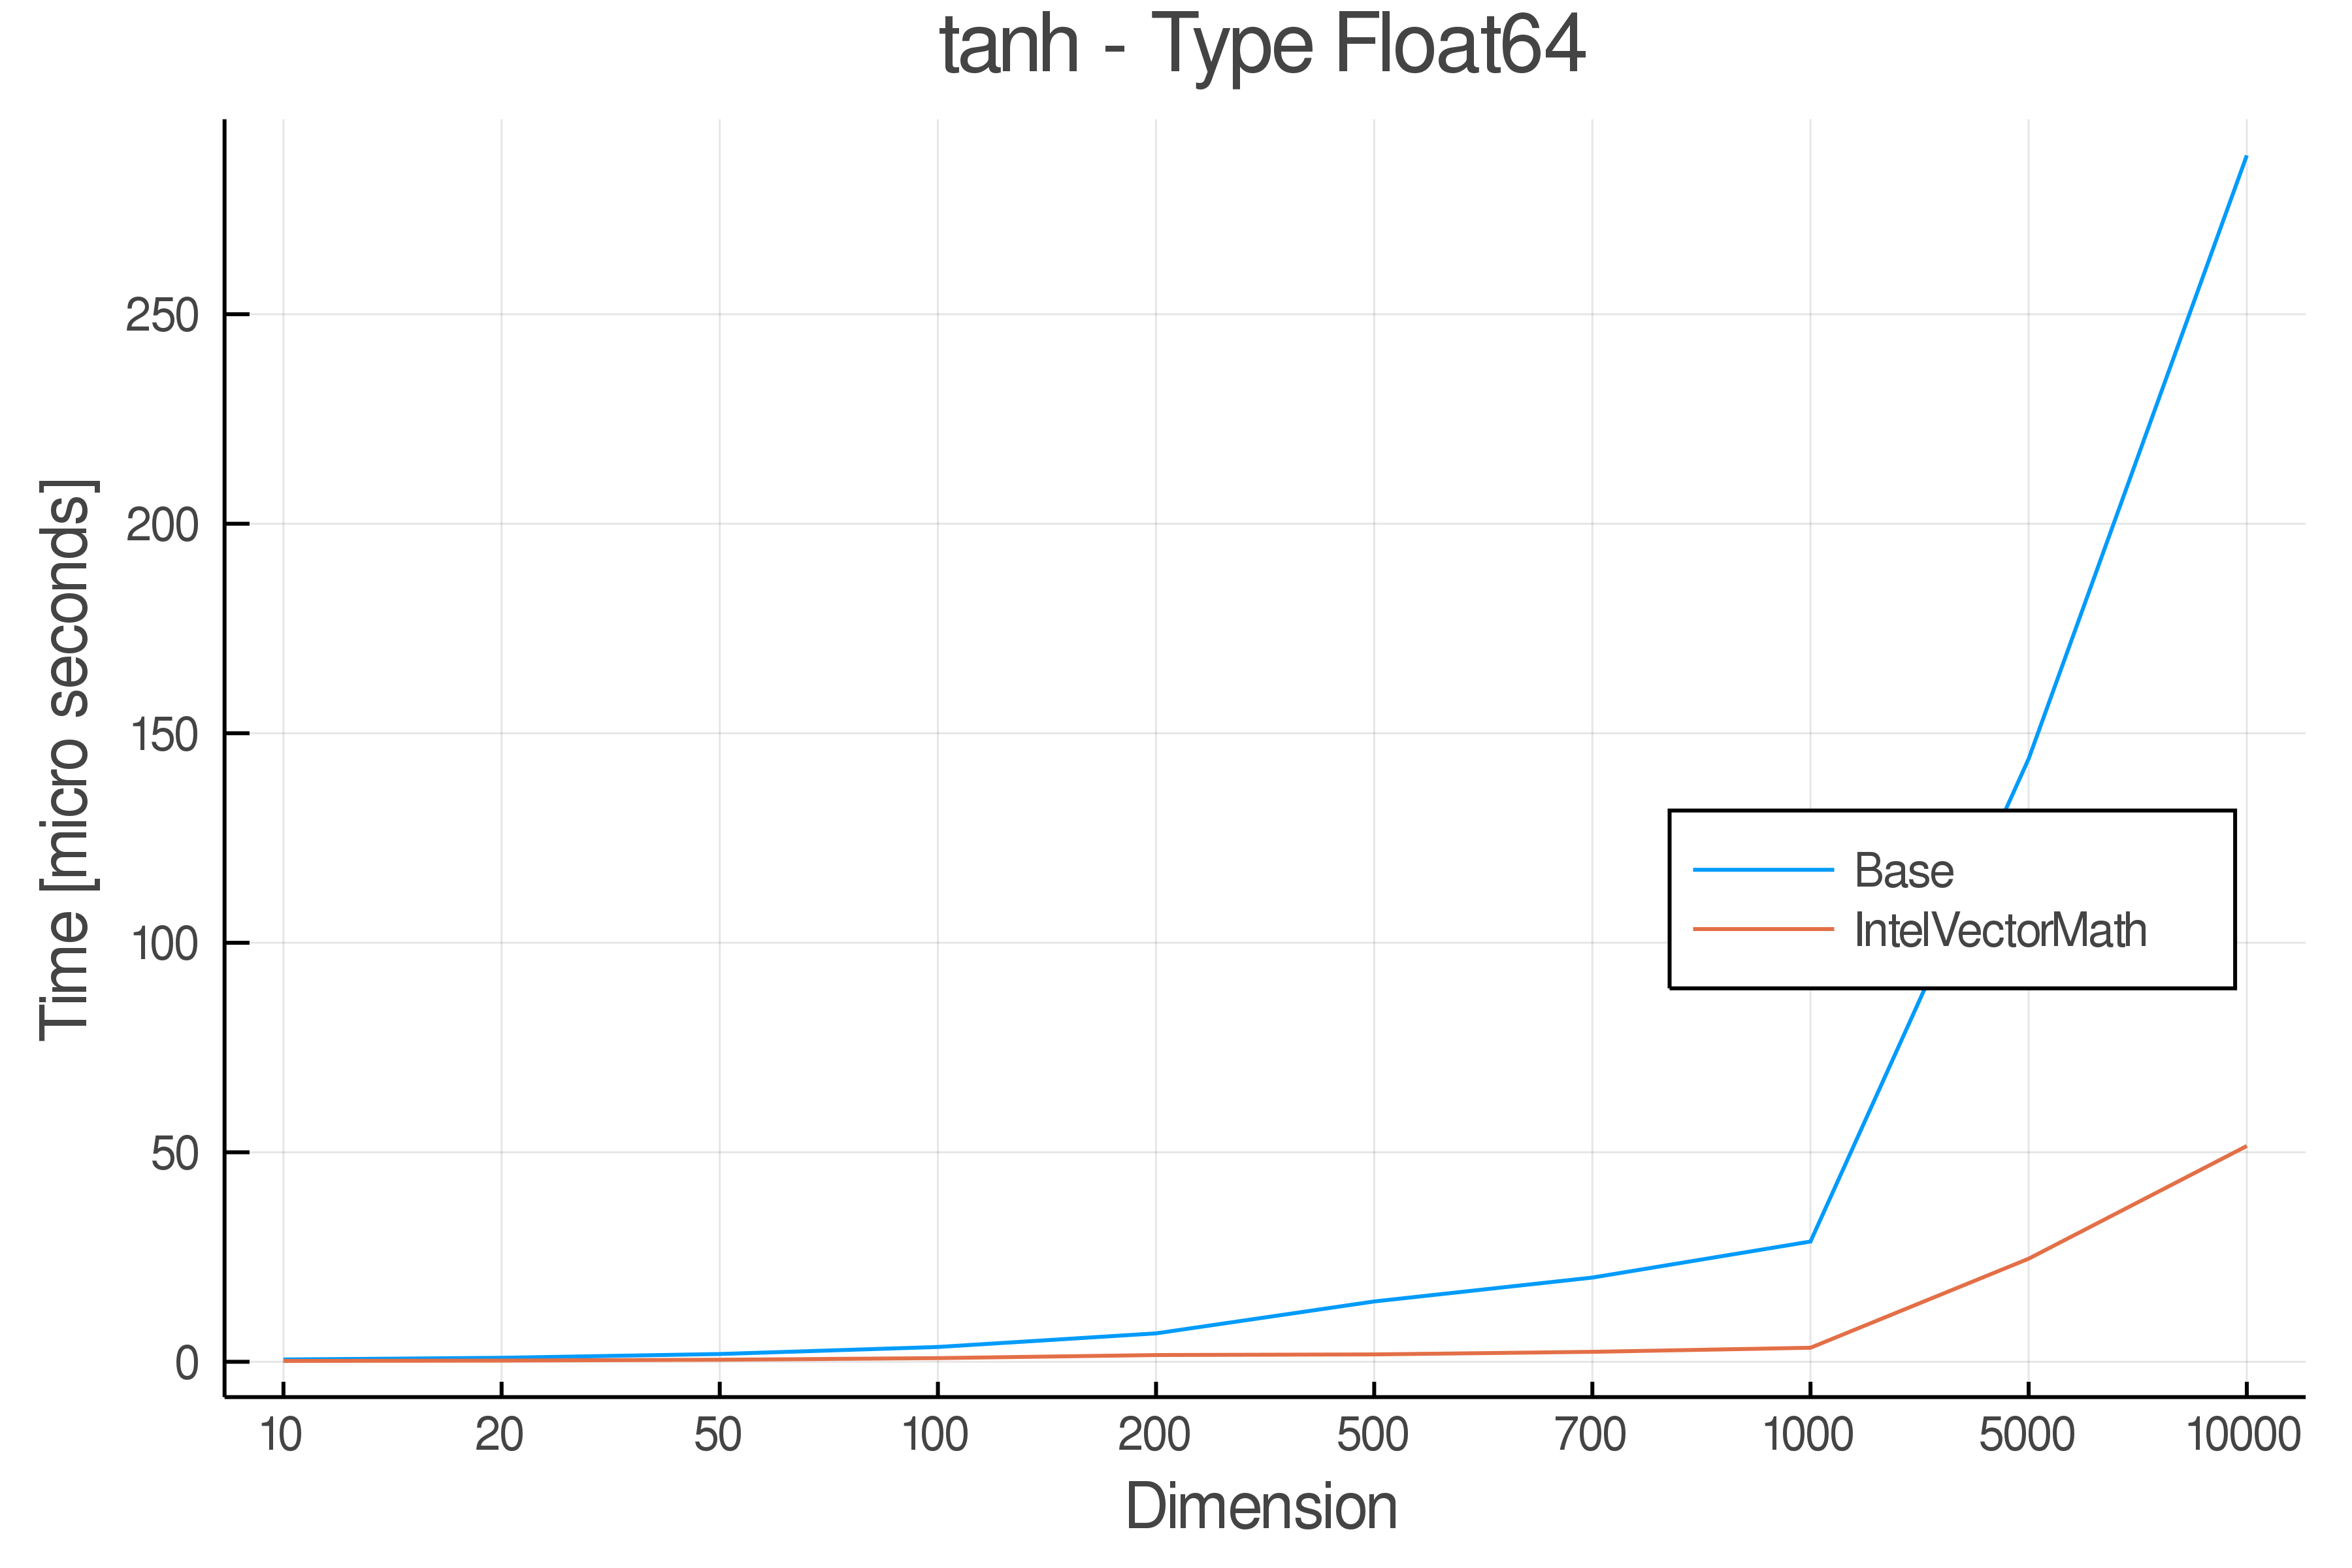 tanh - Type Float64
Time [micro seconds]
250
200
150
100
50
0
Base
IntelVectorMath
10 20 50 100 200 500 700 1000 5000 10000
Dimension